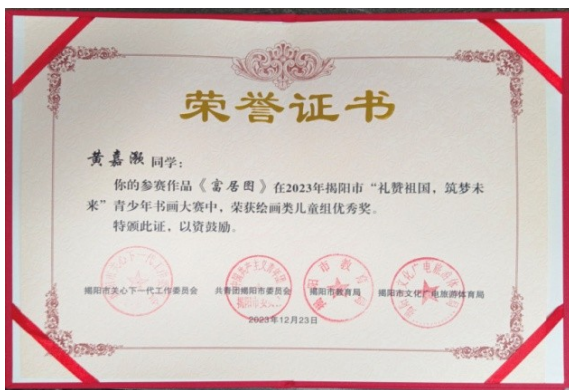 荣誉证书
黄嘉灏 同学：
你的参赛作品《富居图》在2023年揭阳市“礼赞祖国，筑梦未
来”青少年书画大赛中，荣获绘画类儿童组优秀奖。
特颁此证，以资鼓励。
揭阳市关心下一代工作委员会 共青团揭阳市委员会 揭阳市教育局 揭阳市文化广电旅游体育局
2023年12月23日